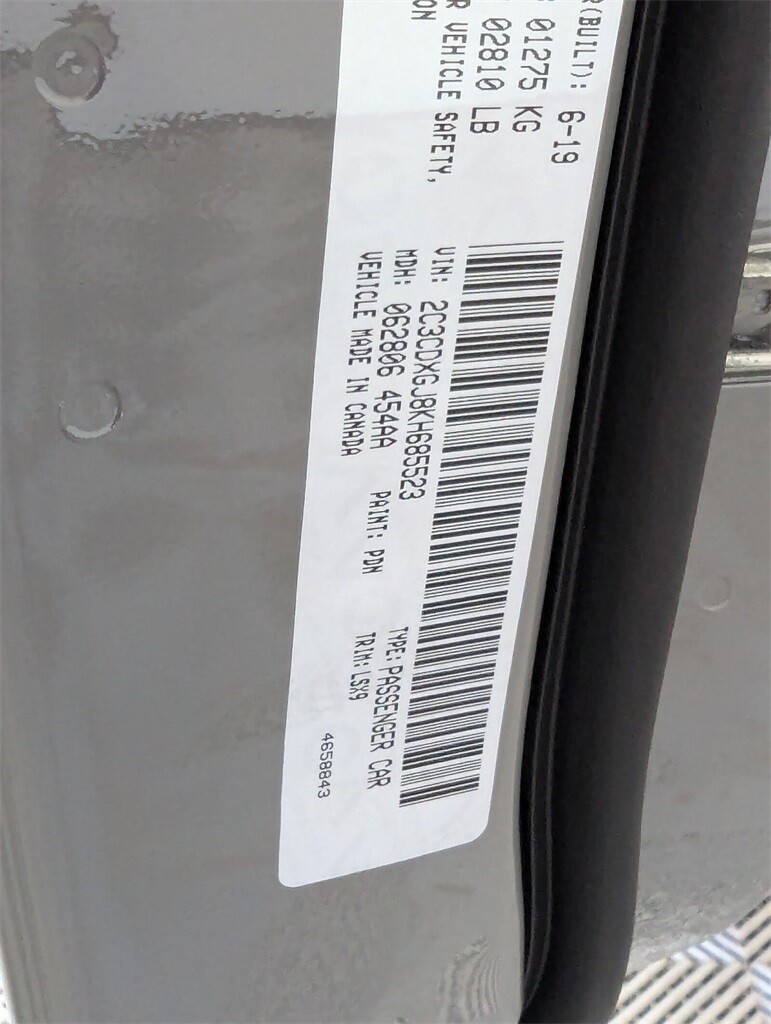 R(BUILT): 6-19
01275 KG
02810 LB
R VEHICLE SAFETY,
ON
VIN: 2C3CDXGJ8KH685523
MDH: 062806 454AA
VEHICLE MADE IN CANADA
PAINT: PDN
TYPE: PASSENGER CAR
TRIM: LSX9
4658843